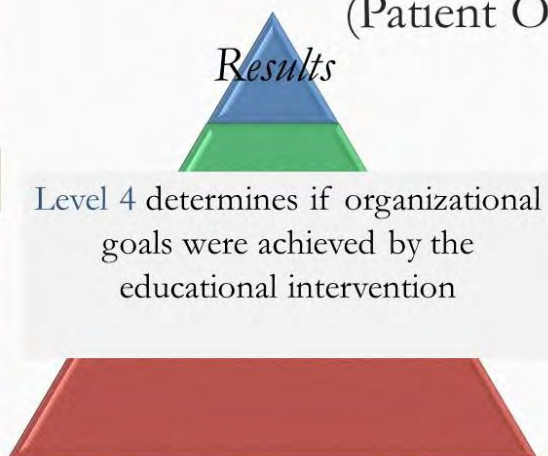 (Patient O
Results
Level 4 determines if organizational
goals were achieved by the
educational intervention